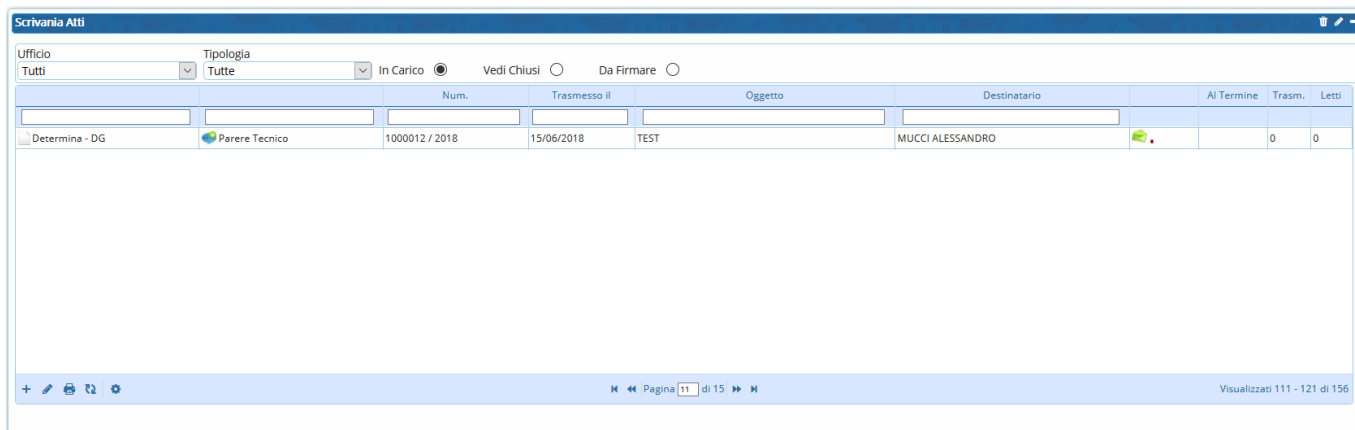 Scrivania Atti
Ufficio Tipologia
Tutti Tutte In Carico Vedi Chiusi Da Firmare
Num. Trasmesso il Oggetto Destinatario Al Termine Trasm. Letti
Determina - DG Parere Tecnico 1000012 / 2018 15/06/2018 TEST MUCCI ALESSANDRO 0 0
Pagina 11 di 15 Visualizzati 111 - 121 di 156